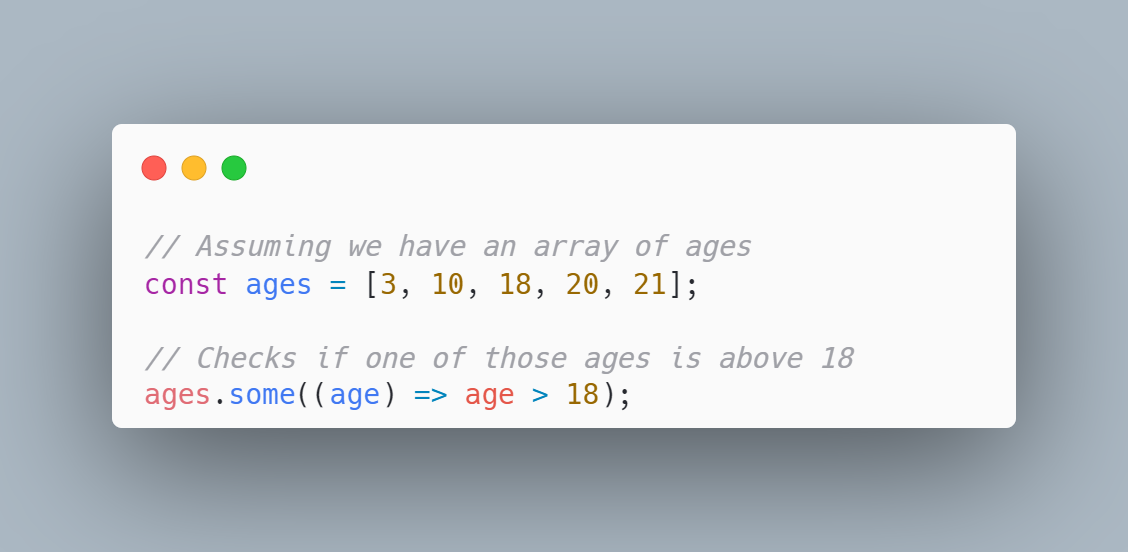 // Assuming we have an array of ages
const ages = [3, 10, 18, 20, 21];
// Checks if one of those ages is above 18
ages.some((age) => age > 18);